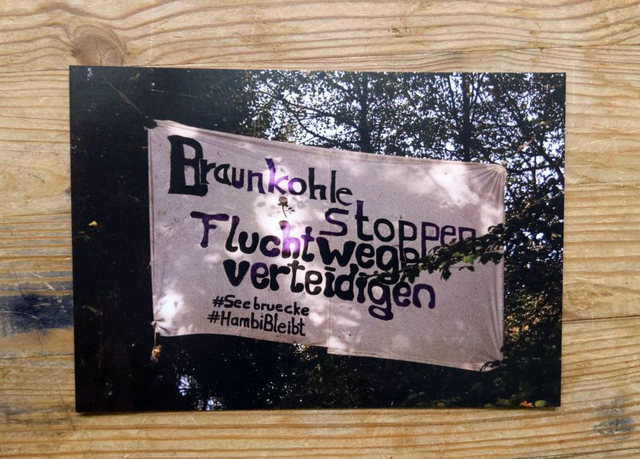 Braunkohle
Stoppen
Fluchtwege
verteidigen
#Seebruecke
#HambiBleibt